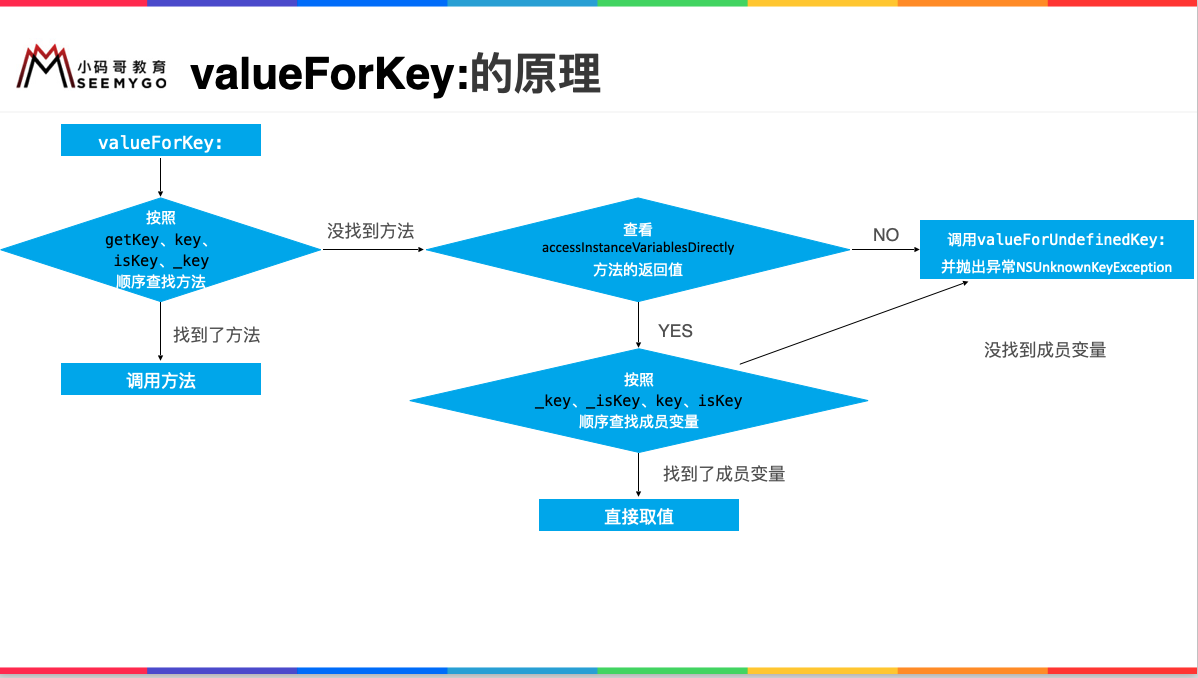 小码哥教育
SEEMYGO
valueForKey:的原理
valueForKey:
按照
getKey、key、
isKey、_key
顺序查找方法
没找到方法
查看
accessInstanceVariablesDirectly
方法的返回值
NO
调用valueForUndefinedKey:
并抛出异常NSUnknownKeyException
找到了方法
调用方法
YES
没找到成员变量
按照
_key、_isKey、key、isKey
顺序查找成员变量
找到了成员变量
直接取值